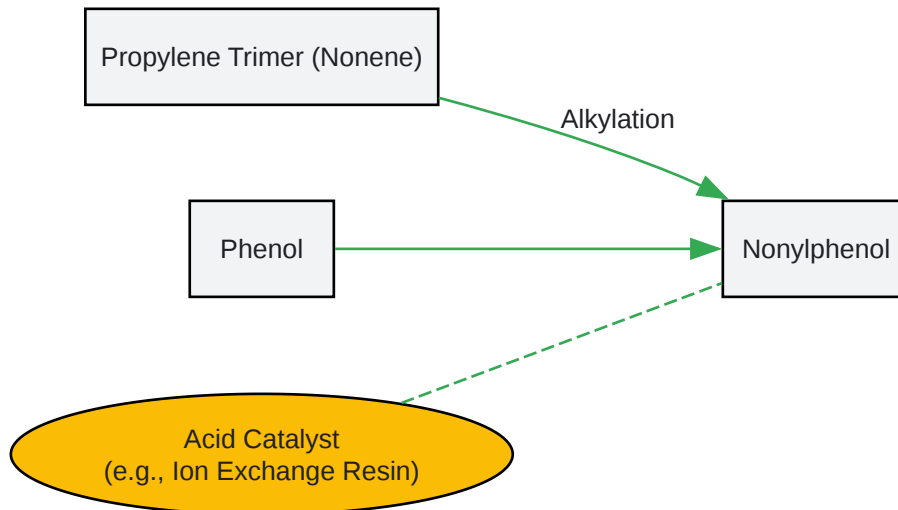 Propylene Trimer (Nonene)
Alkylation
Phenol
Nonylphenol
Acid Catalyst
(e.g., Ion Exchange Resin)